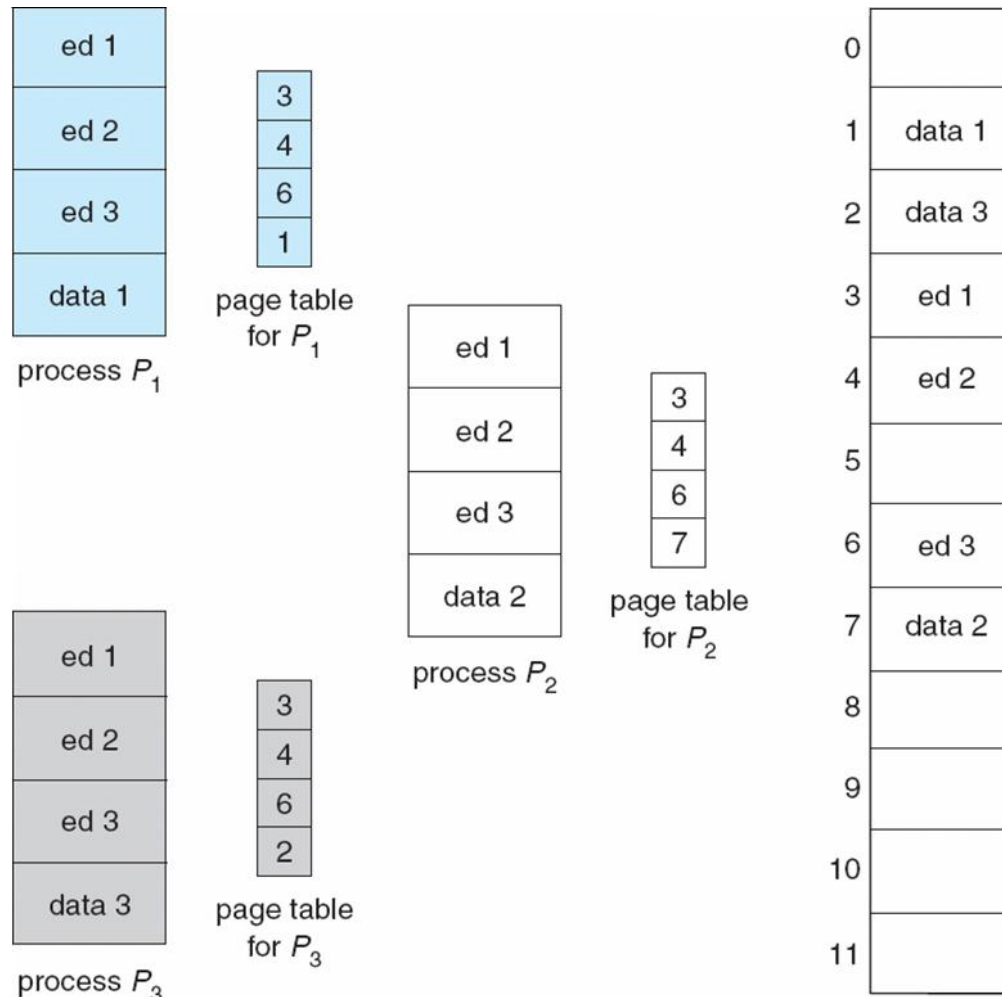 ed 1
ed 2
ed 3
data 1
process P1
3
4
6
1
page table
for P1
ed 1
ed 2
ed 3
data 2
process P2
3
4
6
7
page table
for P2
ed 1
ed 2
ed 3
data 3
process P3
3
4
6
2
page table
for P3
0
1 data 1
2 data 3
3 ed 1
4 ed 2
5
6 ed 3
7 data 2
8
9
10
11